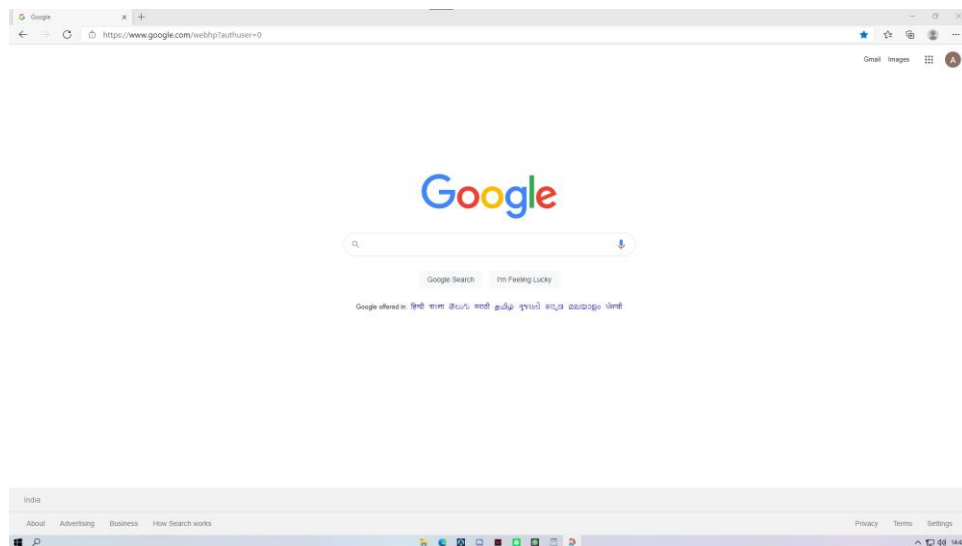 Google
https://www.google.com/webhp?authuser=0
Gmail Images
A
Google
Google Search I'm Feeling Lucky
Google offered in: हिन्दी বাংলা తెలుగు मराठी தமிழ் ગુજરાતી ಕನ್ನಡ മലയാളം ਪੰਜਾਬੀ
India
About Advertising Business How Search works
Privacy Terms Settings